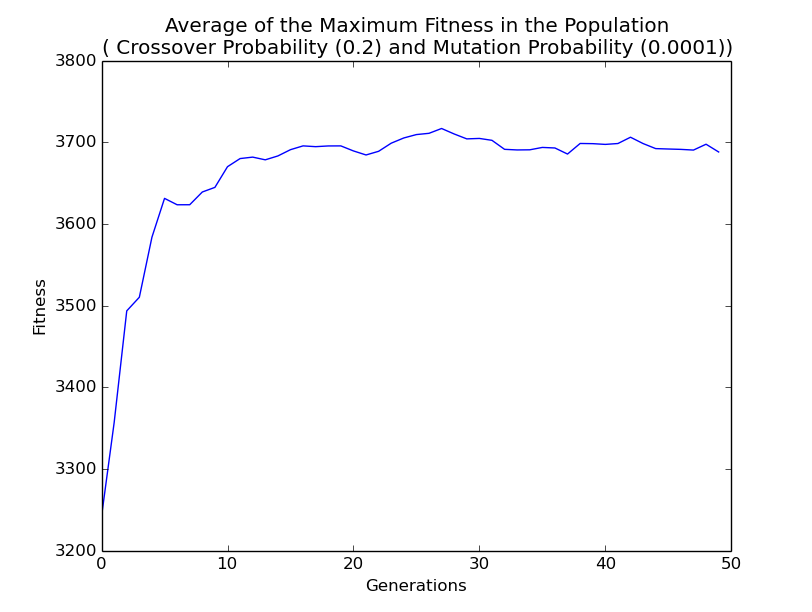 Average of the Maximum Fitness in the Population
( Crossover Probability (0.2) and Mutation Probability (0.0001))
3800
3700
3600
3500
Fitness
3400
3300
3200
0 10 20 30 40 50
Generations